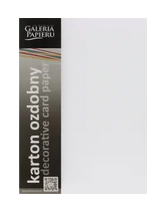 GALERIA
PAPIERU
karton ozdobny
decorative card paper